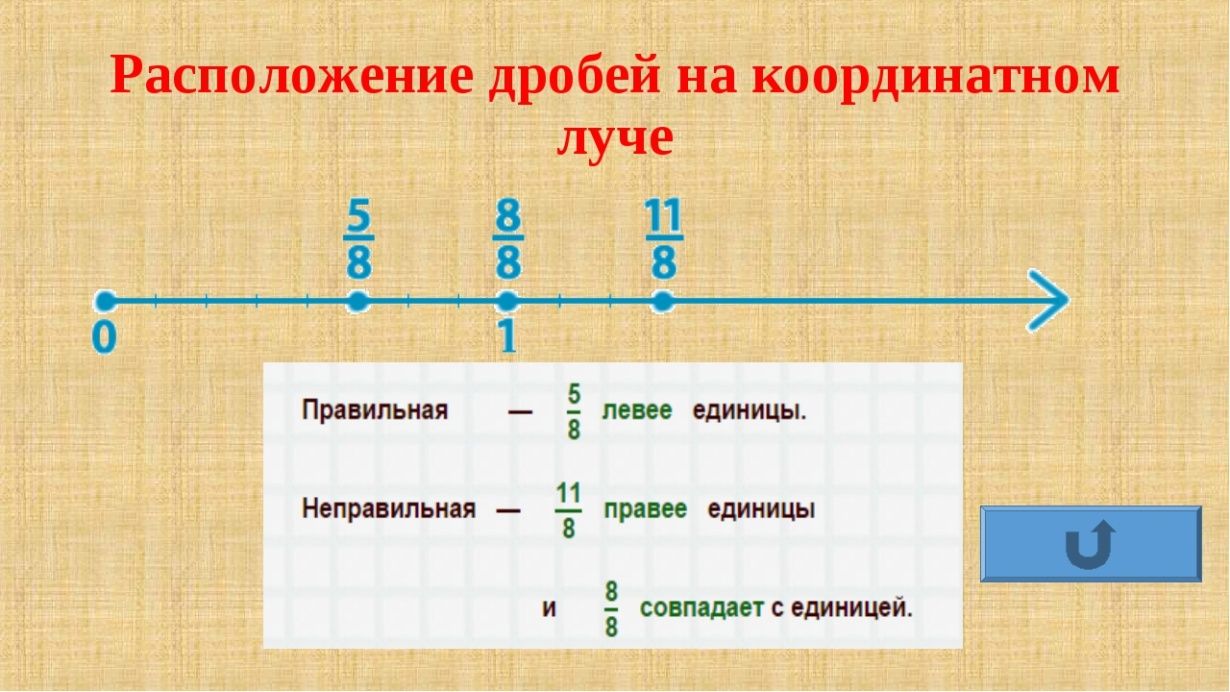 Расположение дробей на координатном
луче
5/8 8/8 11/8
0 1
Правильная — 5/8 левее единицы.
Неправильная — 11/8 правее единицы
и 8/8 совпадает с единицей.